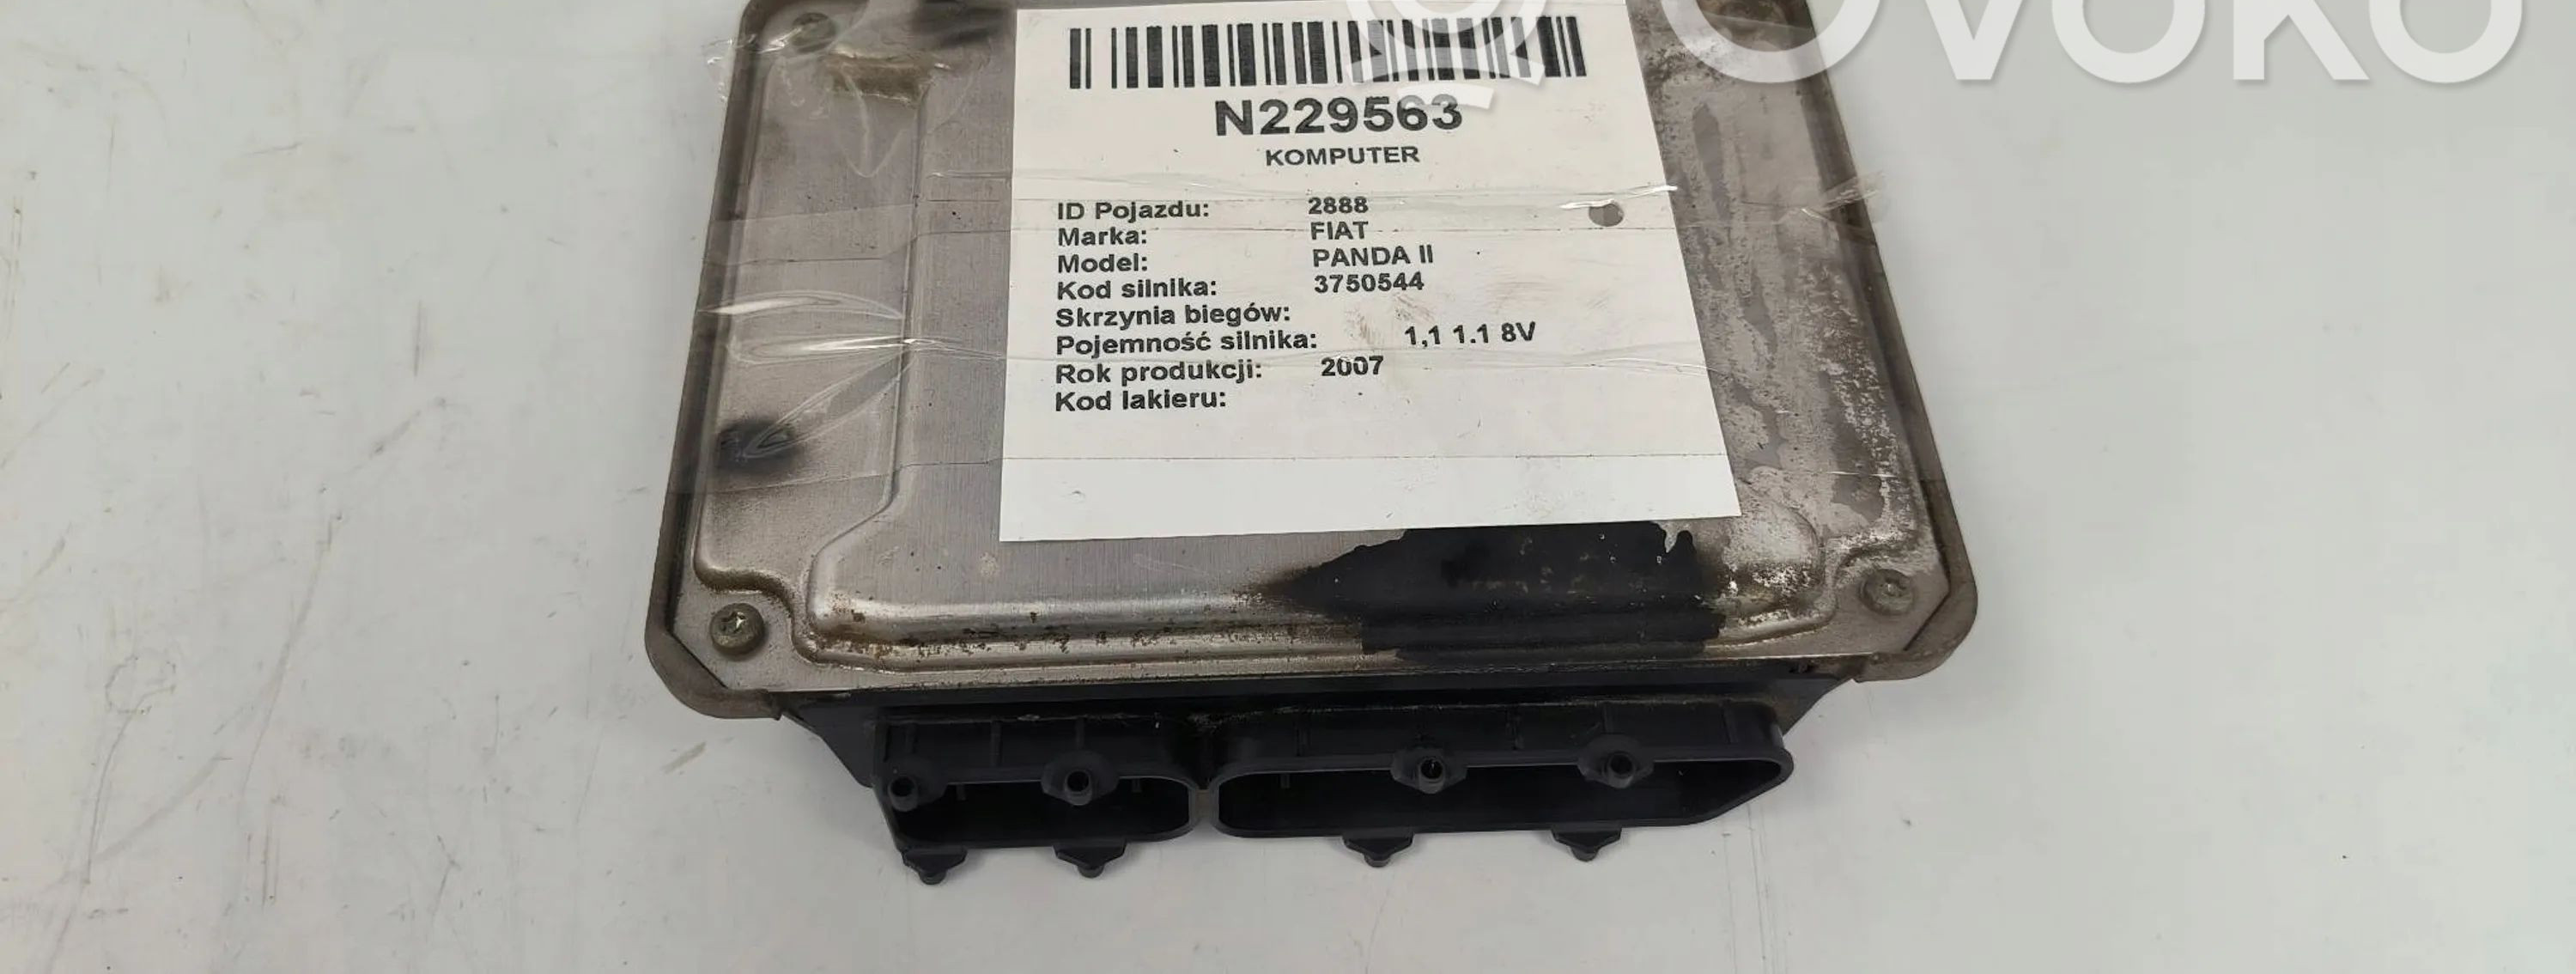 OVOKO
N229563
KOMPUTER
ID Pojazdu: 2888
Marka: FIAT
Model: PANDA II
Kod silnika: 3750544
Skrzynia biegów:
Pojemność silnika: 1,1 1.1 8V
Rok produkcji: 2007
Kod lakieru: